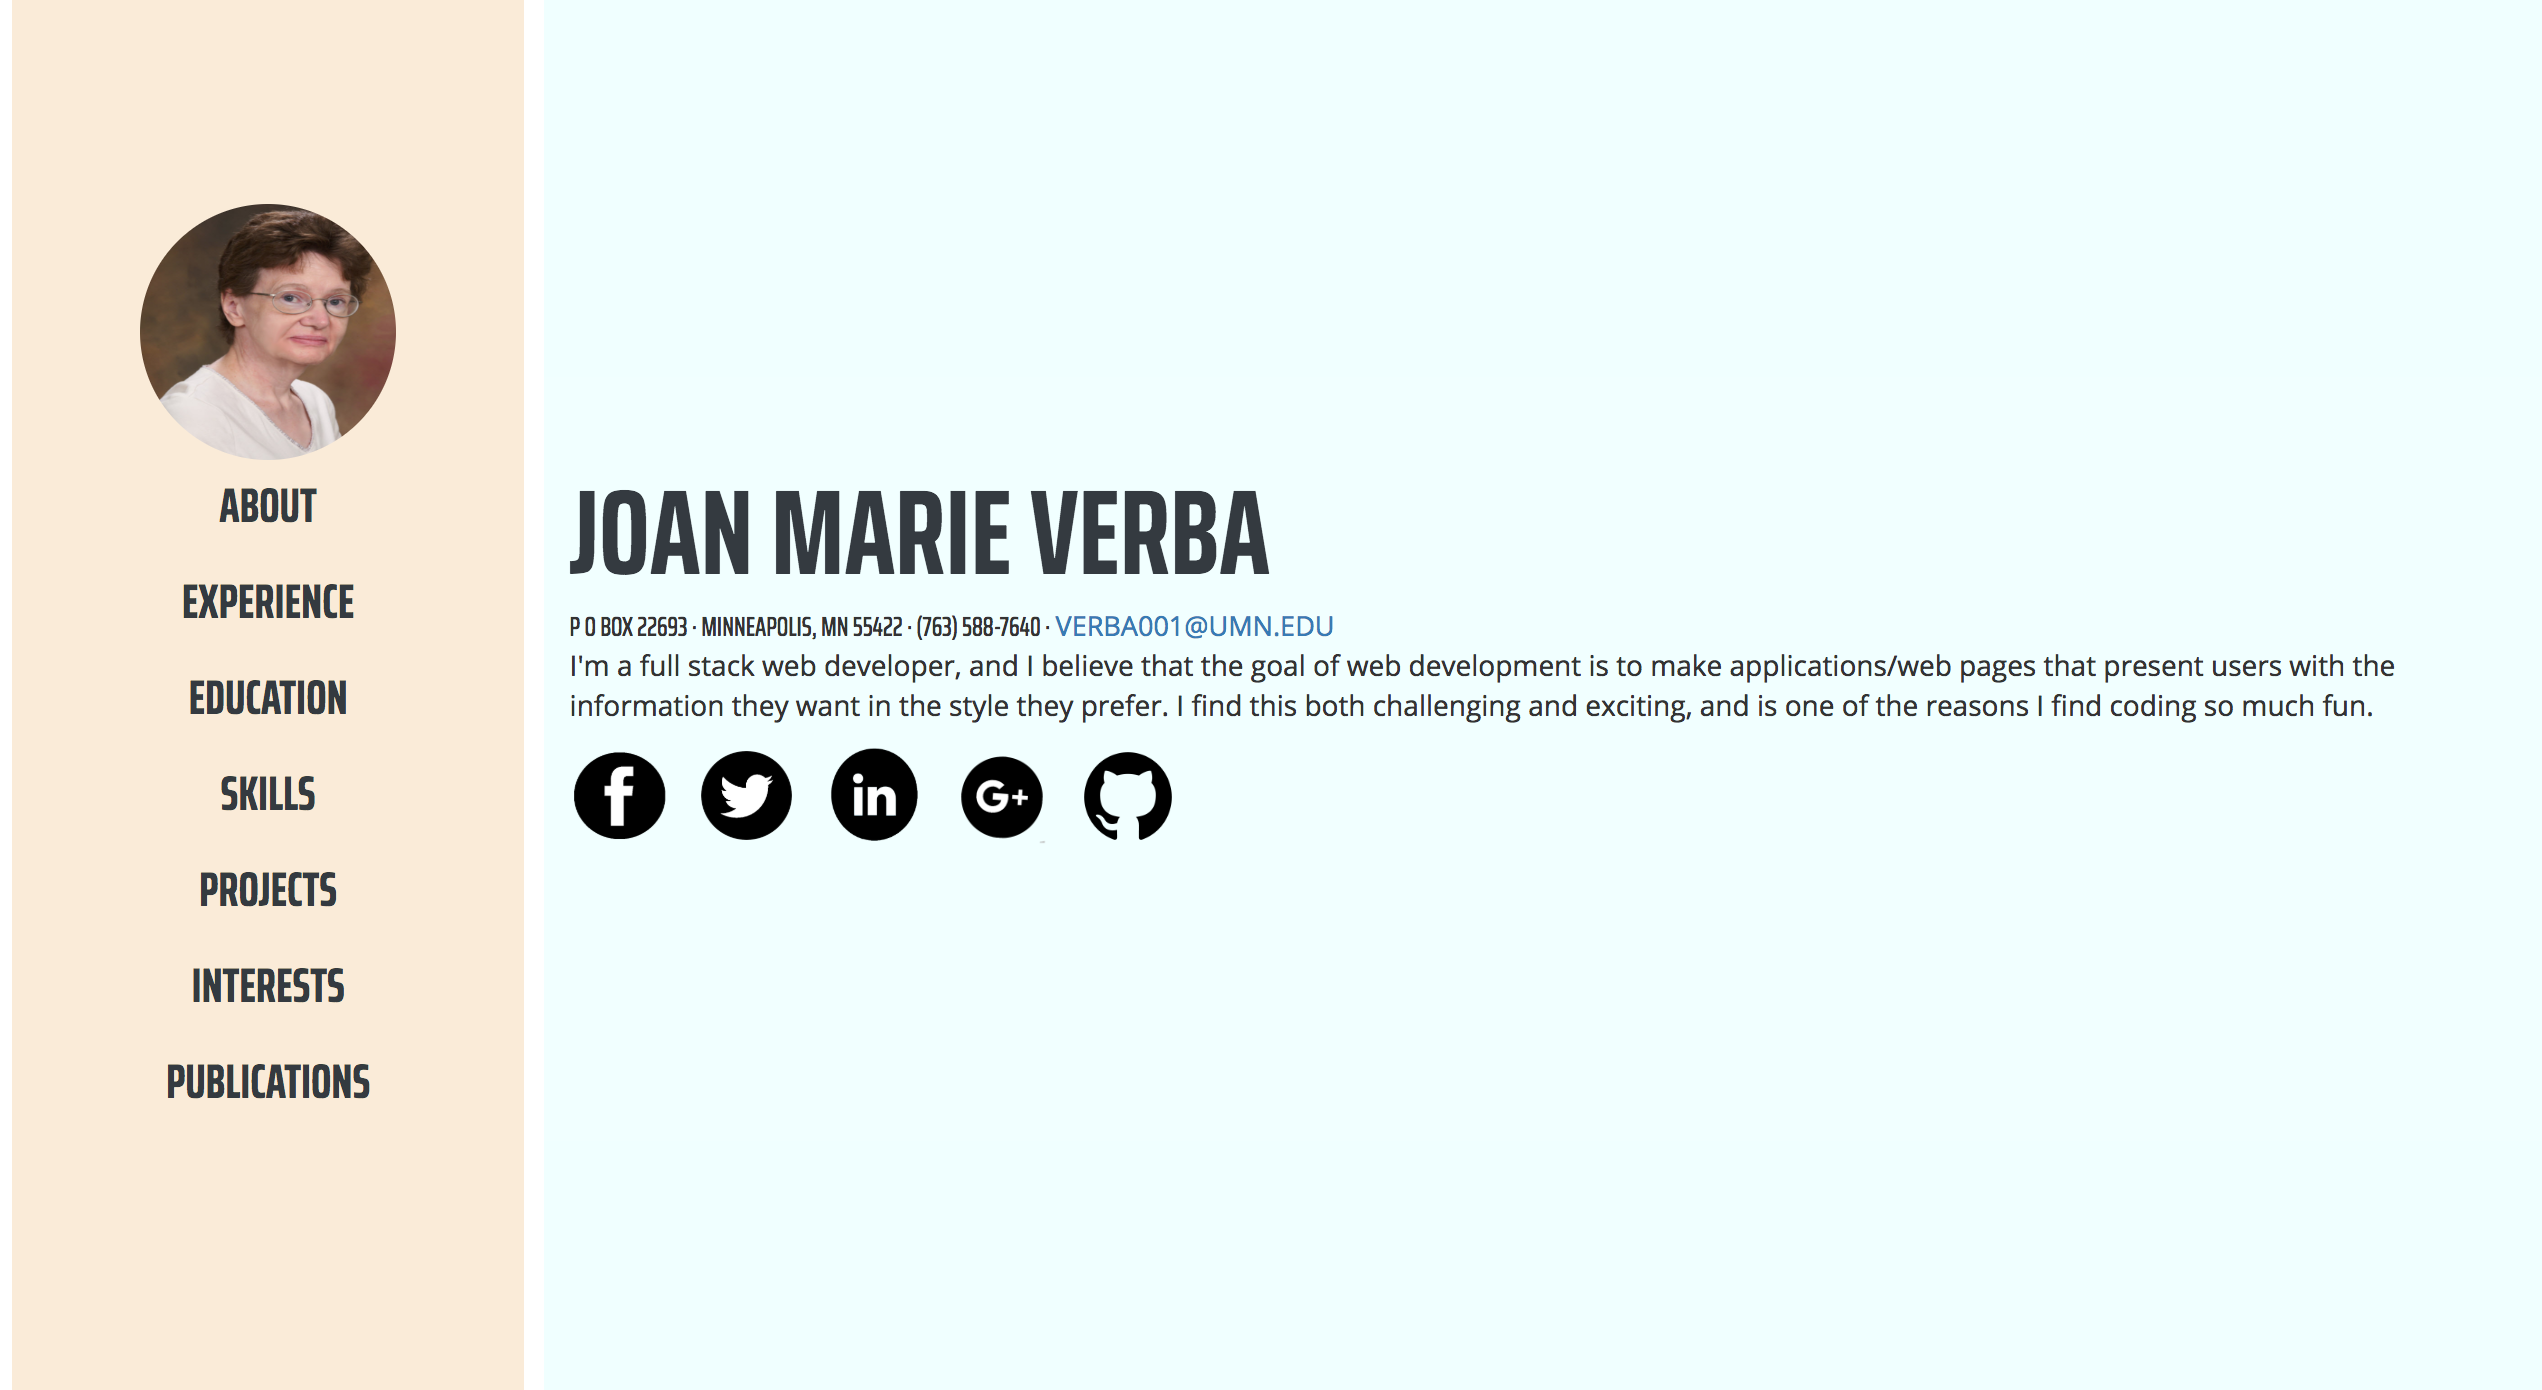 ABOUT
EXPERIENCE
EDUCATION
SKILLS
PROJECTS
INTERESTS
PUBLICATIONS
JOAN MARIE VERBA
P O BOX 22693 · MINNEAPOLIS, MN 55422 · (763) 588-7640 · VERBA001@UMN.EDU
I'm a full stack web developer, and I believe that the goal of web development is to make applications/web pages that present users with the
information they want in the style they prefer. I find this both challenging and exciting, and is one of the reasons I find coding so much fun.
f
in
G+